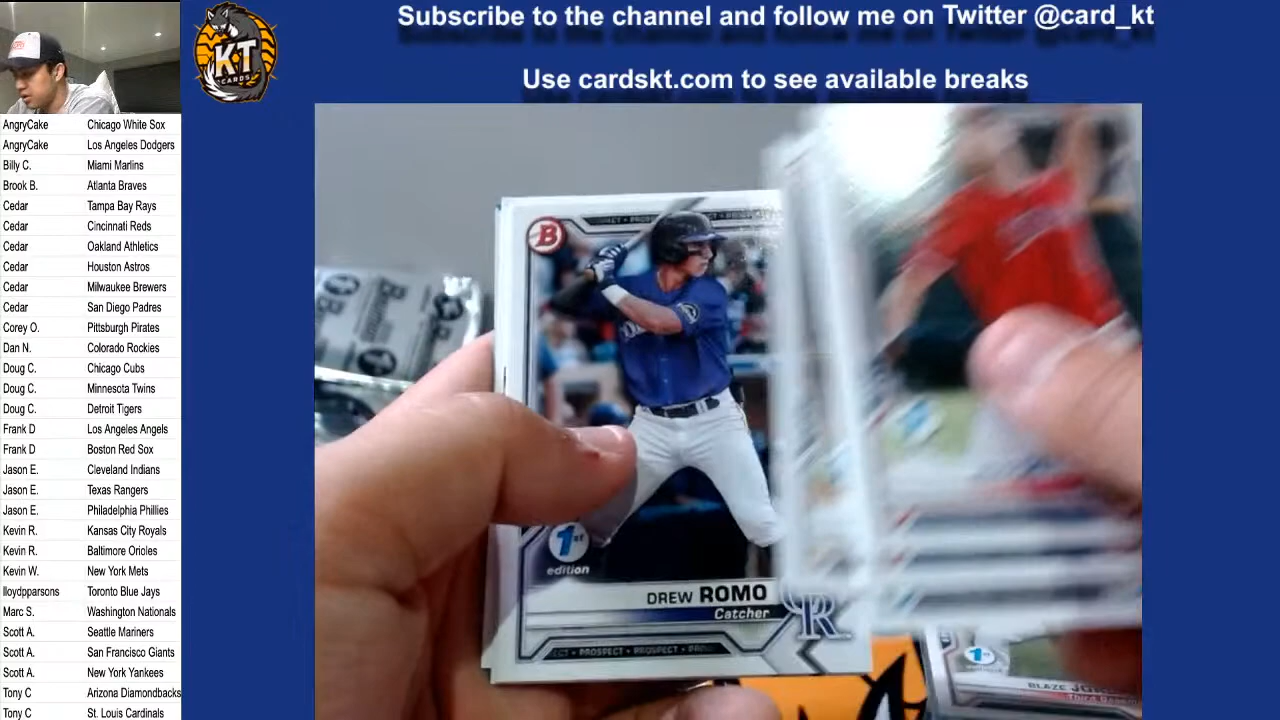 Subscribe to the channel and follow me on Twitter @card_kt
Use cardskt.com to see available breaks
KT
CARDS
AngryCake Chicago White Sox
AngryCake Los Angeles Dodgers
Billy C. Miami Marlins
Brook B. Atlanta Braves
Cedar Tampa Bay Rays
Cedar Cincinnati Reds
Cedar Oakland Athletics
Cedar Houston Astros
Cedar Milwaukee Brewers
Cedar San Diego Padres
Corey O. Pittsburgh Pirates
Dan N. Colorado Rockies
Doug C. Chicago Cubs
Doug C. Minnesota Twins
Doug C. Detroit Tigers
Frank D Los Angeles Angels
Frank D Boston Red Sox
Jason E. Cleveland Indians
Jason E. Texas Rangers
Jason E. Philadelphia Phillies
Kevin R. Kansas City Royals
Kevin R. Baltimore Orioles
Kevin W. New York Mets
lloydpparsons Toronto Blue Jays
Marc S. Washington Nationals
Scott A. Seattle Mariners
Scott A. San Francisco Giants
Scott A. New York Yankees
Tony C Arizona Diamondbacks
Tony C St. Louis Cardinals
B
1st
edition
DREW ROMO
Catcher
CR
PROSPECT • PROSPECT
1st
BLAZE
Third